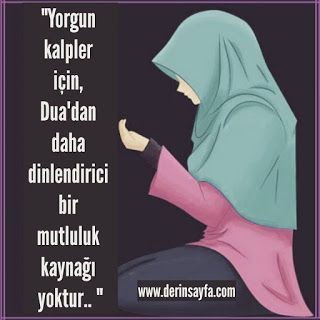 "Yorgun
kalpler
için,
Dua'dan
daha
dinlendirici
bir
mutluluk
kaynağı
yoktur.. "
www.derinsayfa.com